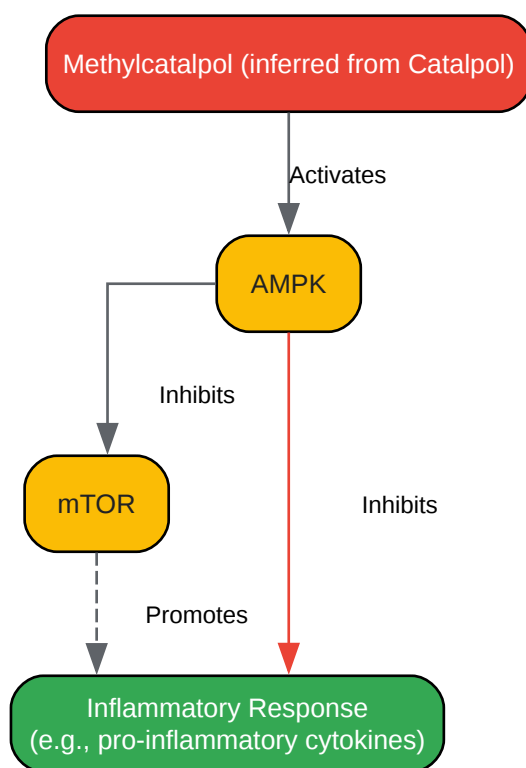 Methylcatalpol (inferred from Catalpol)
Activates
AMPK
Inhibits
mTOR
Inhibits
Promotes
Inflammatory Response
(e.g., pro-inflammatory cytokines)